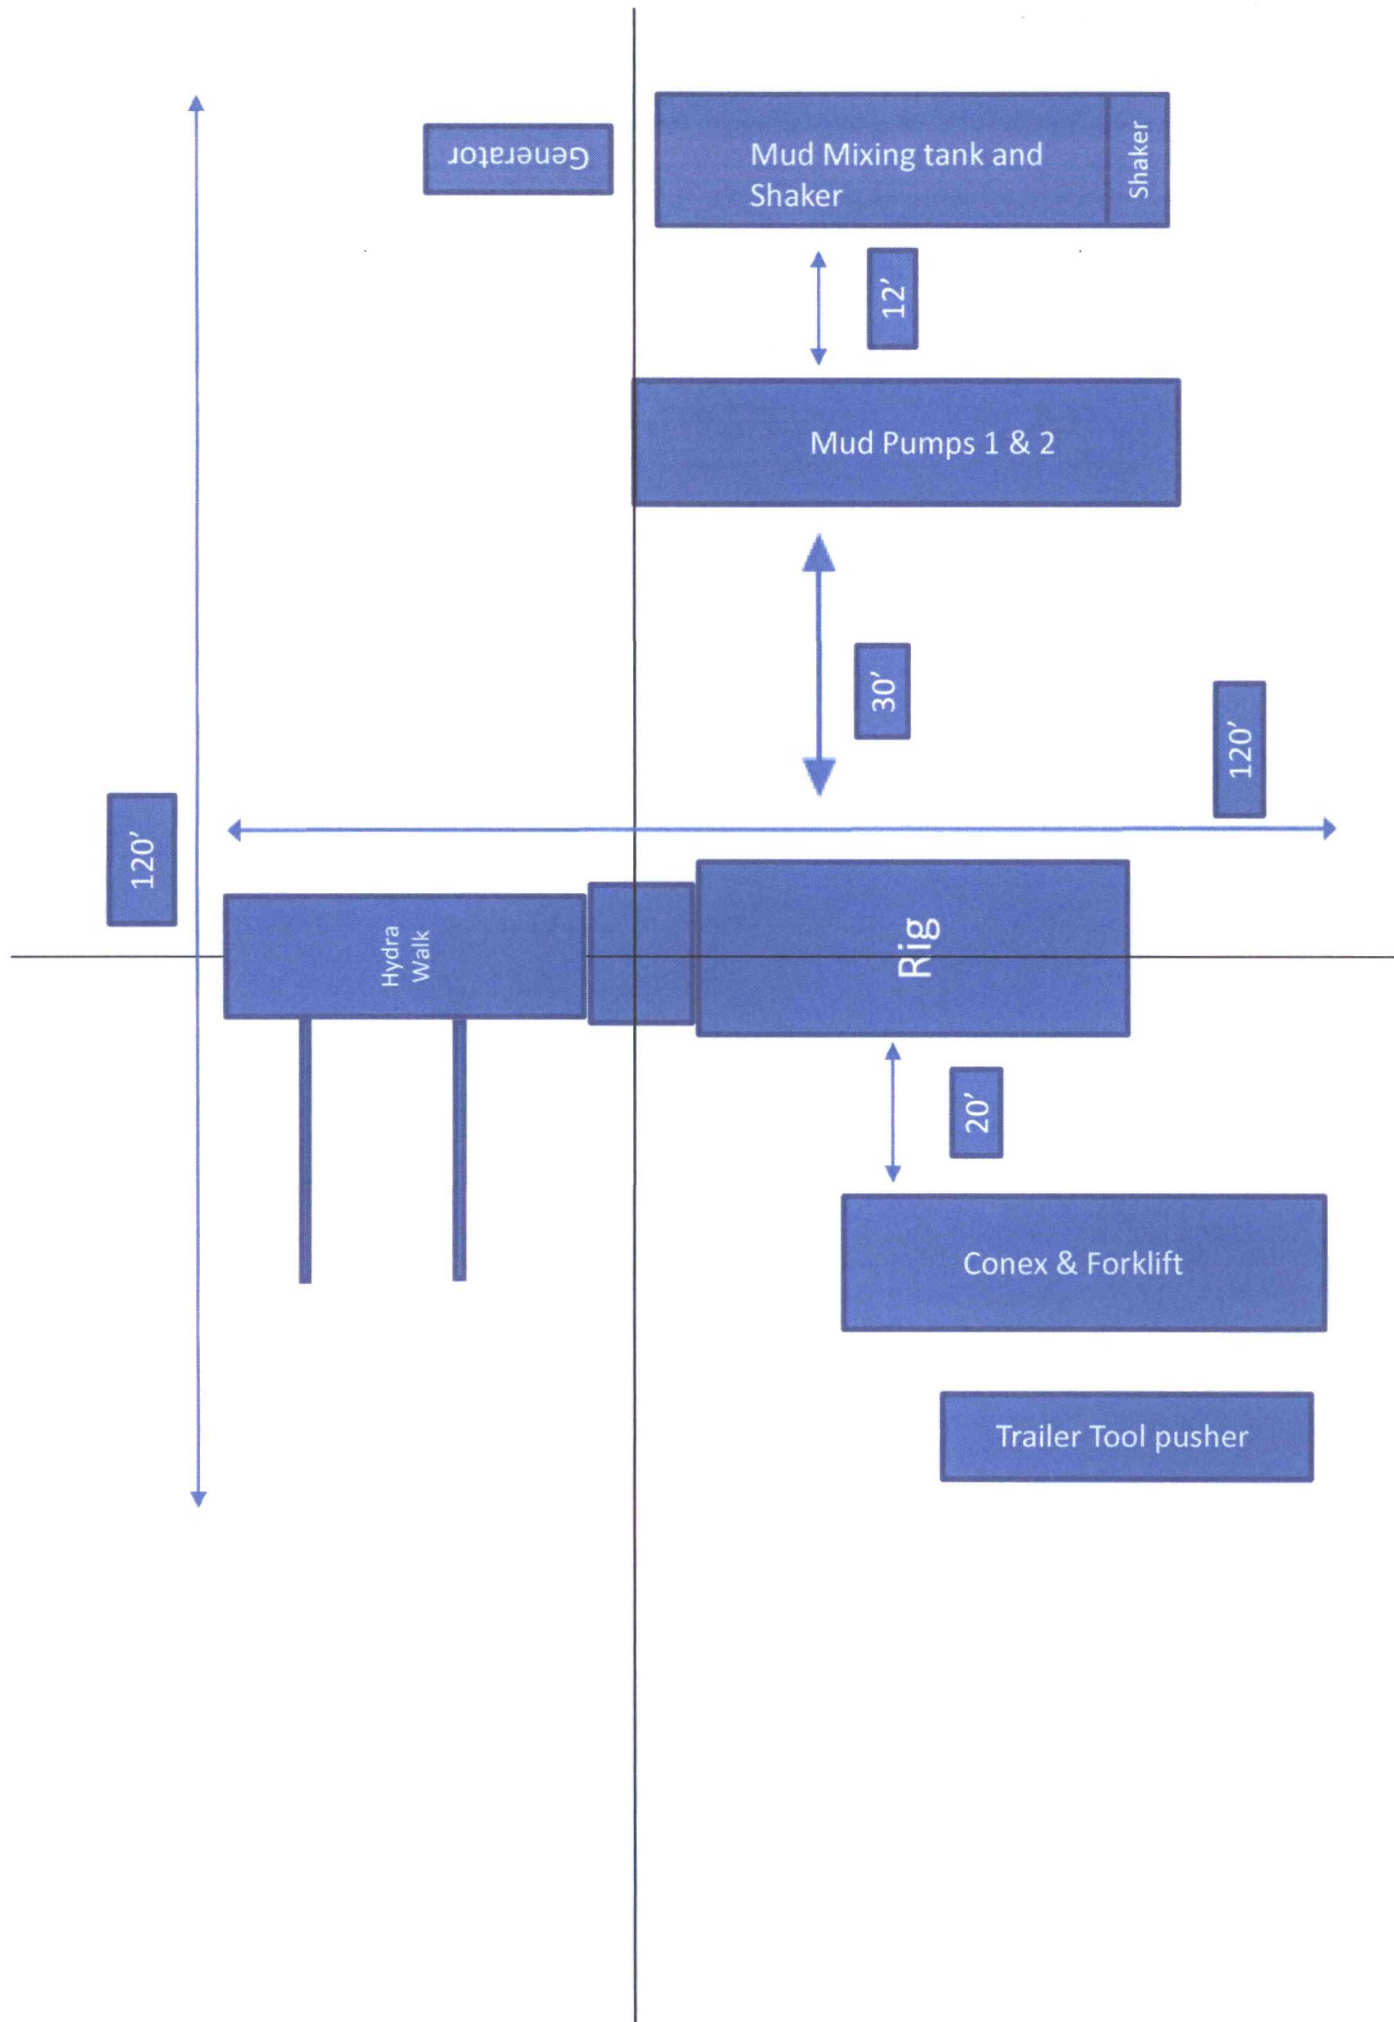 Generator
Mud Mixing tank and
Shaker
Shaker
12'
Mud Pumps 1 & 2
30'
120'
120'
Hydra
Walk
Rig
20'
Conex & Forklift
Trailer Tool pusher